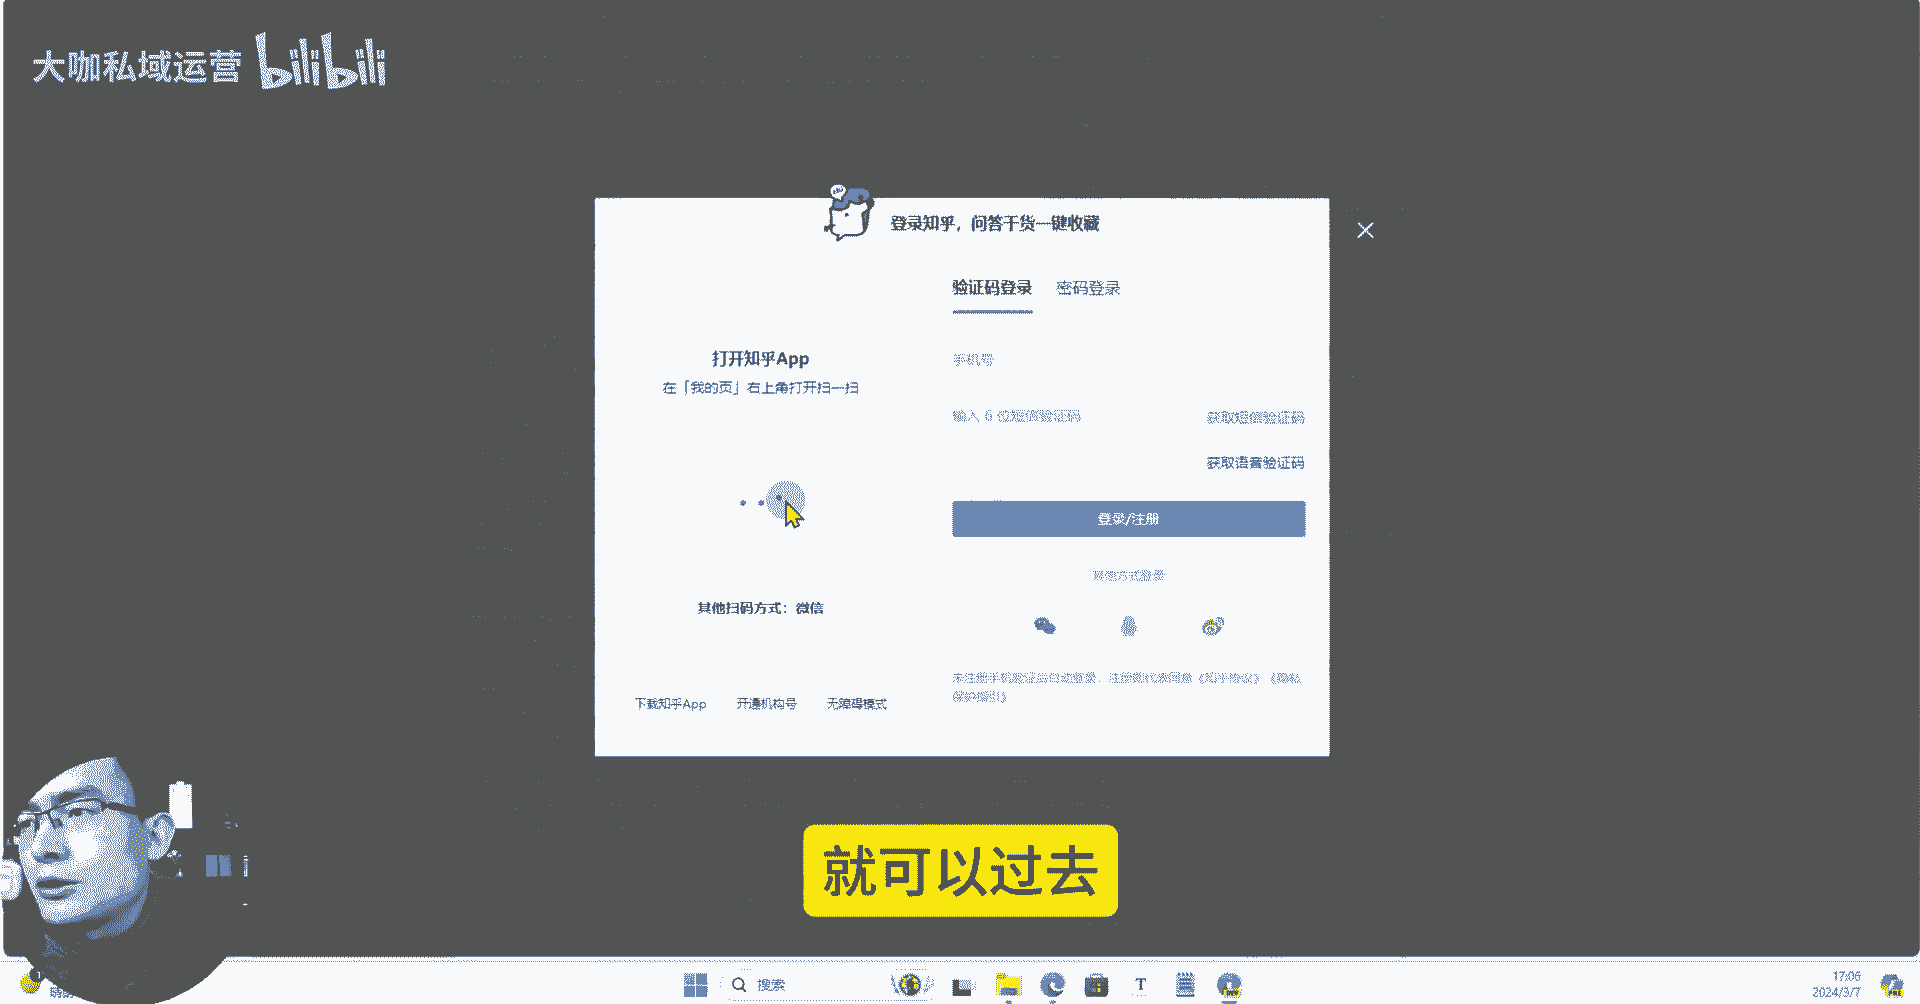 大咖私域运营 bilibili
登录知乎，问答干货一键收藏
验证码登录 密码登录
打开知乎App
在「我的页」右上角打开扫一扫
手机号
输入 6 位短信验证码 获取短信验证码
获取语音验证码
登录/注册
其他方式登录
其他扫码方式：微信
未注册手机验证后自动登录，注册即代表同意《知乎协议》《隐私
保护指引》
下载知乎App 开通机构号 无障碍模式
就可以过去
搜索
T
17:06
2024/3/7